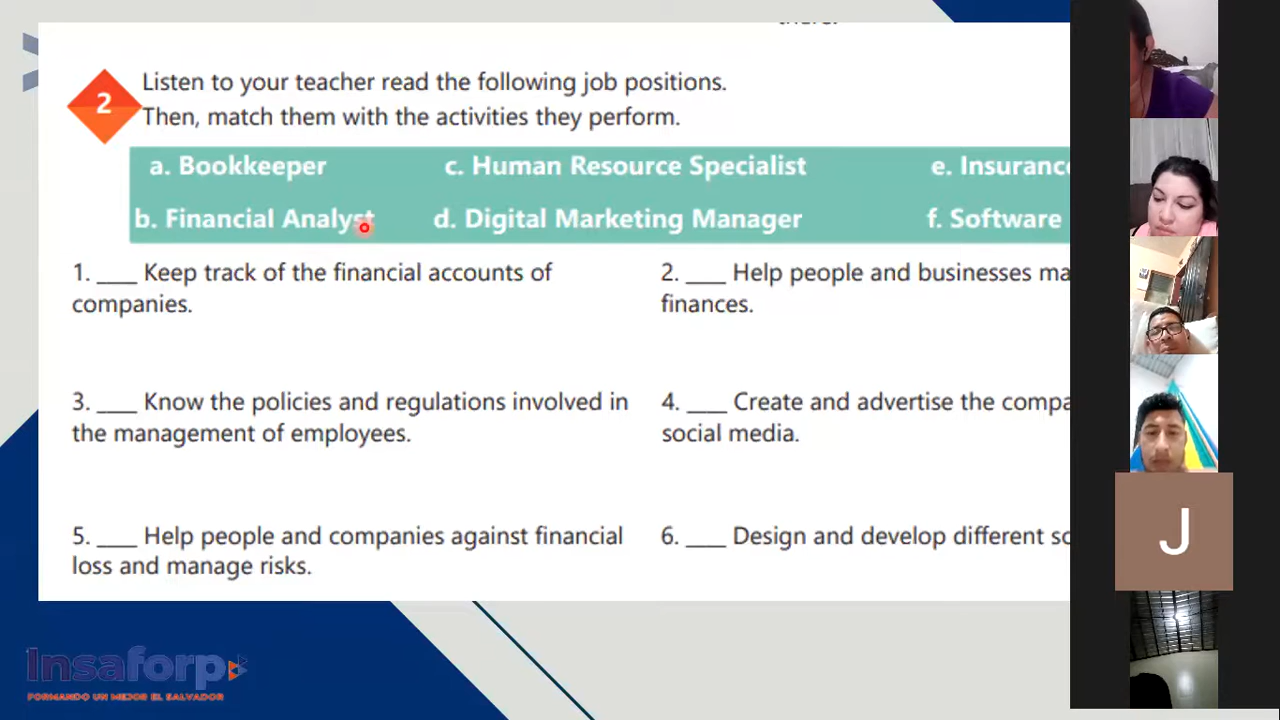 2
Listen to your teacher read the following job positions.
Then, match them with the activities they perform.
a. Bookkeeper
c. Human Resource Specialist
e. Insurance
b. Financial Analyst
d. Digital Marketing Manager
f. Software
1. ____ Keep track of the financial accounts of
companies.
2. ____ Help people and businesses ma
finances.
3. ____ Know the policies and regulations involved in
the management of employees.
4. ____ Create and advertise the compa
social media.
5. ____ Help people and companies against financial
loss and manage risks.
6. ____ Design and develop different so
J
Insaforp
FORMANDO UN MEJOR EL SALVADOR